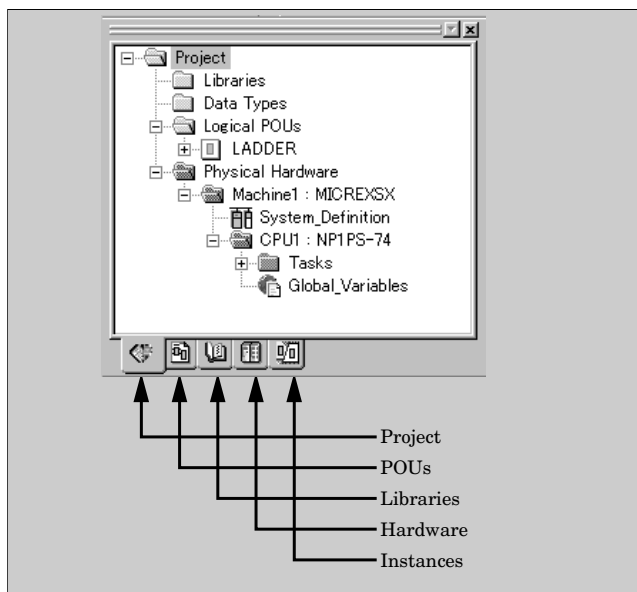 Project
Libraries
Data Types
Logical POUs
LADDER
Physical Hardware
Machine1 : MICREXSX
System_Definition
CPU1 : NP1PS-74
Tasks
Global_Variables
Project
POUs
Libraries
Hardware
Instances